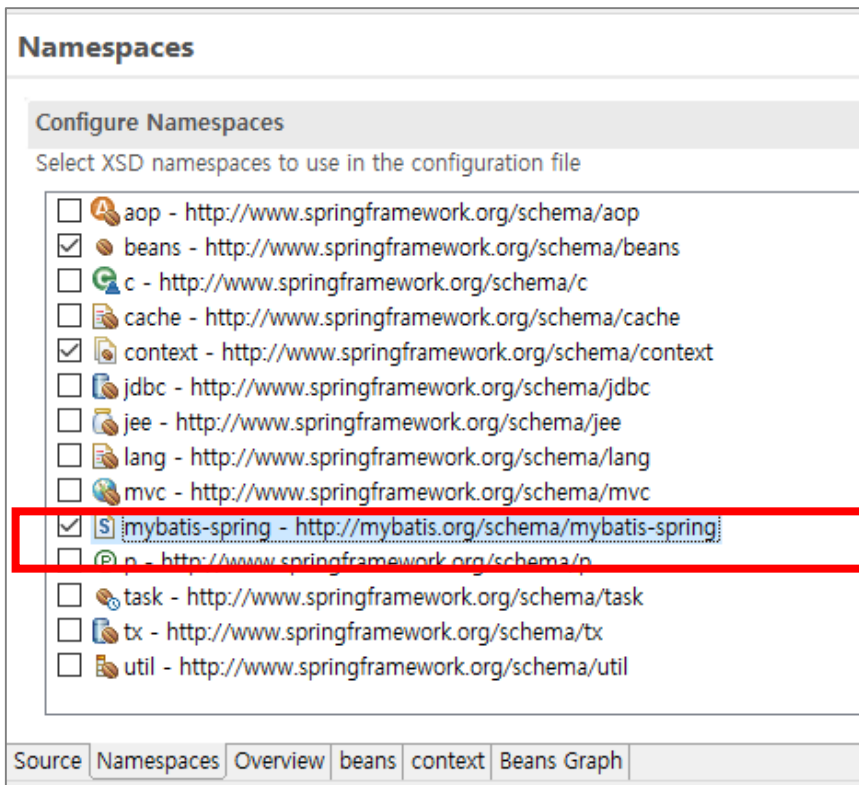 Namespaces
Configure Namespaces
Select XSD namespaces to use in the configuration file
aop - http://www.springframework.org/schema/aop
beans - http://www.springframework.org/schema/beans
c - http://www.springframework.org/schema/c
cache - http://www.springframework.org/schema/cache
context - http://www.springframework.org/schema/context
jdbc - http://www.springframework.org/schema/jdbc
jee - http://www.springframework.org/schema/jee
lang - http://www.springframework.org/schema/lang
mvc - http://www.springframework.org/schema/mvc
mybatis-spring - http://mybatis.org/schema/mybatis-spring
p - http://www.springframework.org/schema/p
task - http://www.springframework.org/schema/task
tx - http://www.springframework.org/schema/tx
util - http://www.springframework.org/schema/util
Source Namespaces Overview beans context Beans Graph